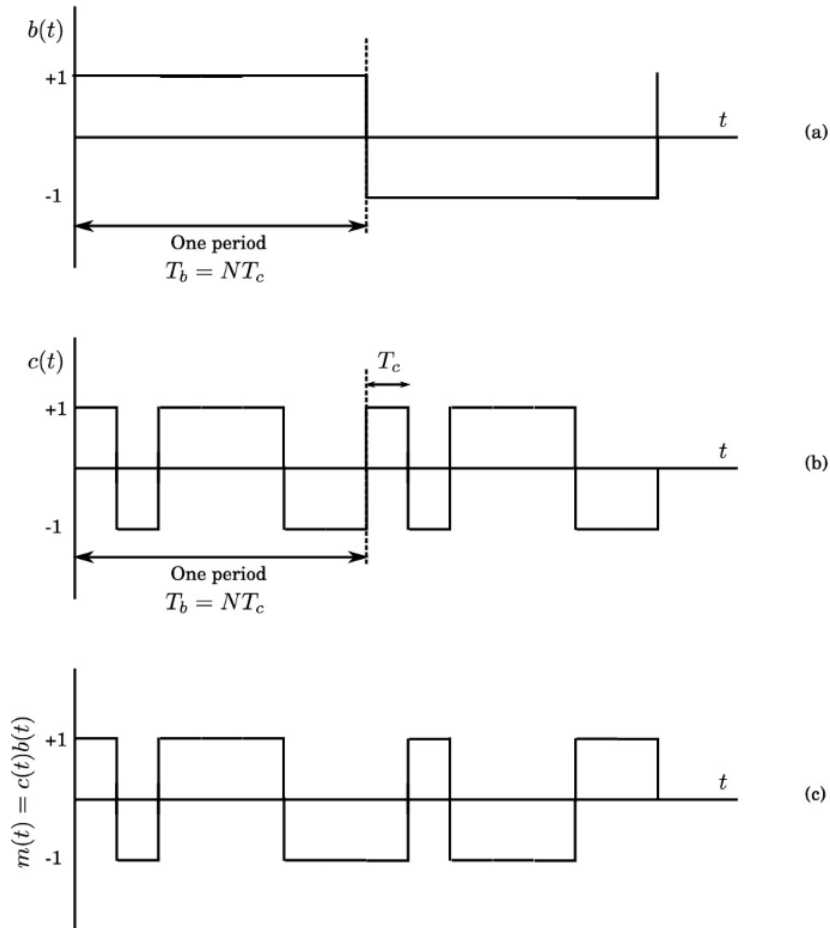 b(t)
+1
t
(a)
-1
One period
T_b = NT_c
c(t)
T_c
+1
t
(b)
-1
One period
T_b = NT_c
m(t) = c(t)b(t)
+1
t
(c)
-1